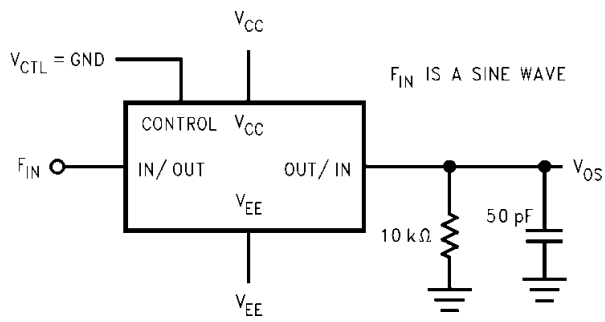 V_CC
V_CTL = GND
F_IN IS A SINE WAVE
CONTROL
V_CC
F_IN
IN/OUT
OUT/IN
V_OS
V_EE
10 kΩ
50 pF
V_EE